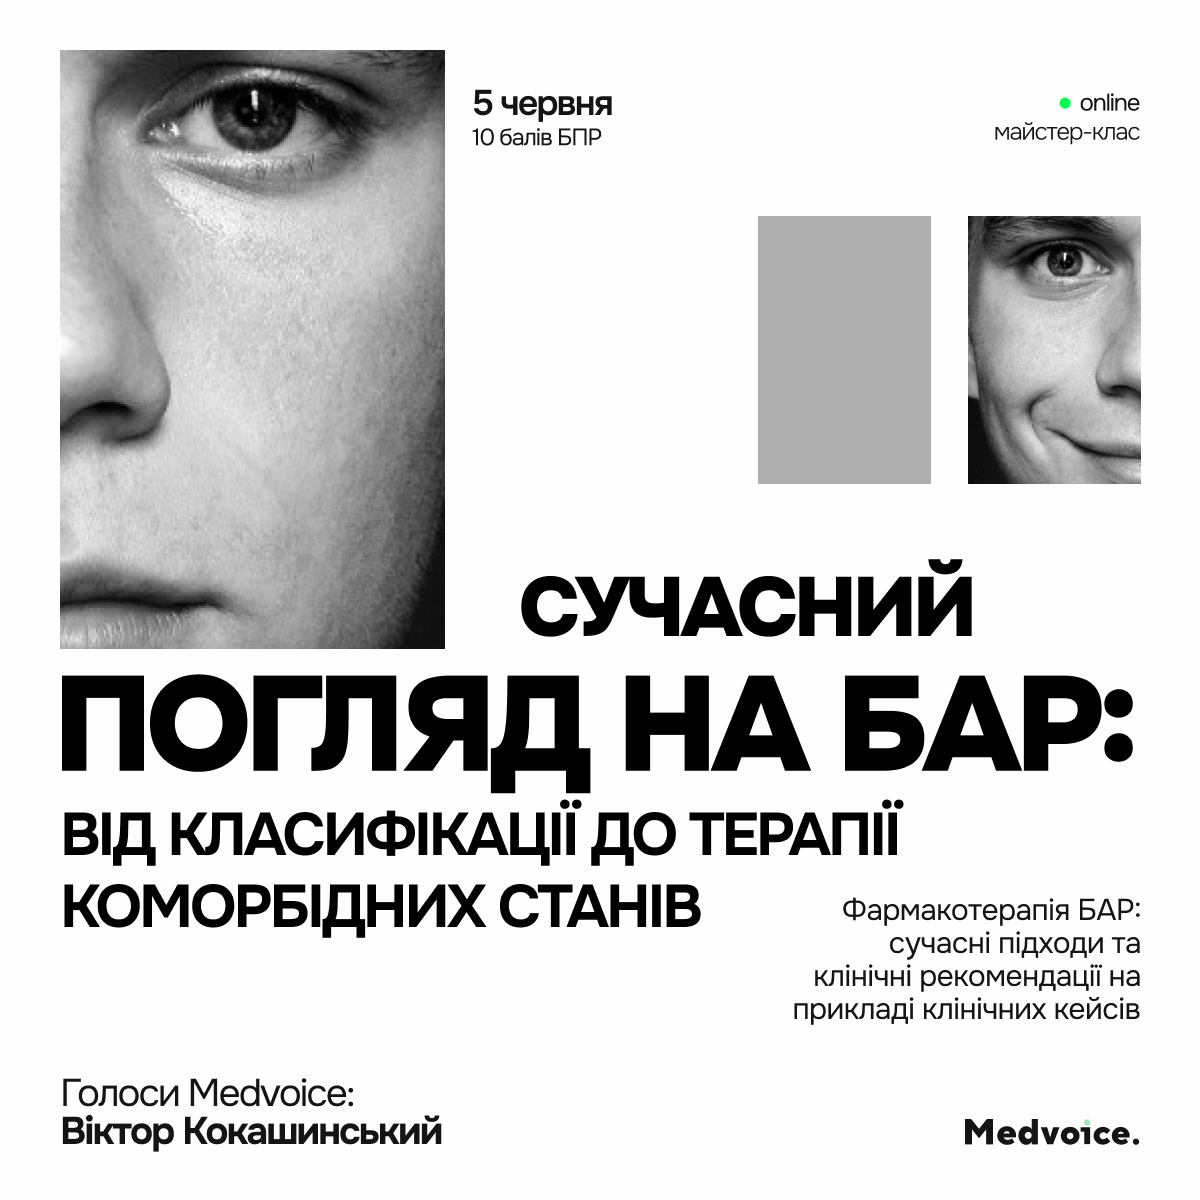 5 червня
10 балів БПР
online
майстер-клас
СУЧАСНИЙ
ПОГЛЯД НА БАР:
ВІД КЛАСИФІКАЦІЇ ДО ТЕРАПІЇ
КОМОРБІДНИХ СТАНІВ
Фармакотерапія БАР:
сучасні підходи та
клінічні рекомендації на
прикладі клінічних кейсів
Голоси Medvoice:
Віктор Кокашинський
Medvoice.